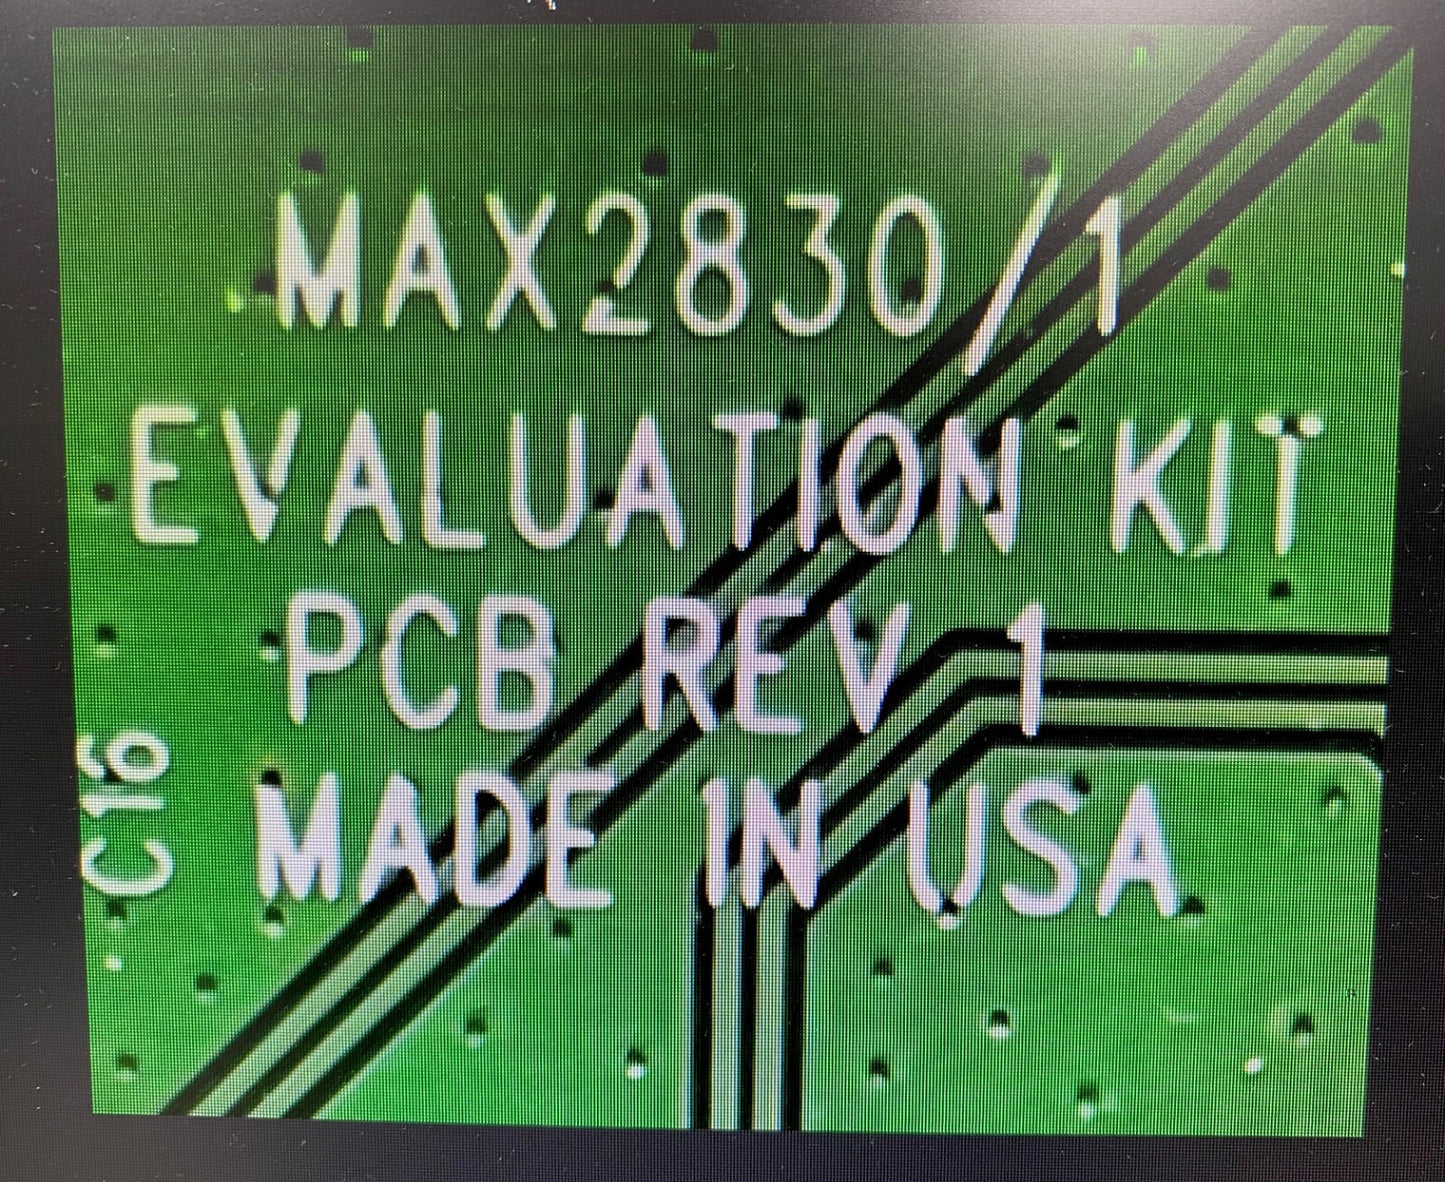 MAX2830/1
EVALUATION KIT
PCB REV 1
MADE IN USA
C16